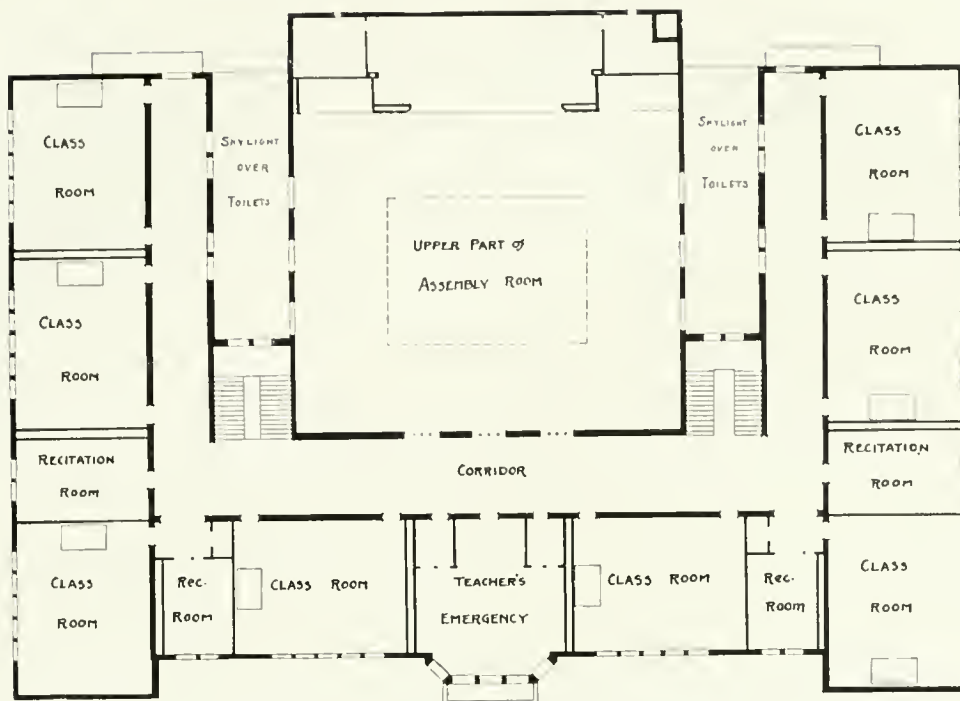 CLASS
ROOM
SKYLIGHT
OVER
TOILETS
SKYLIGHT
OVER
TOILETS
CLASS
ROOM
UPPER PART of
ASSEMBLY ROOM
CLASS
ROOM
CLASS
ROOM
RECITATION
ROOM
CORRIDOR
RECITATION
ROOM
CLASS
ROOM
REC-
ROOM
CLASS ROOM
TEACHER'S
EMERGENCY
CLASS ROOM
REC-
ROOM
CLASS
ROOM